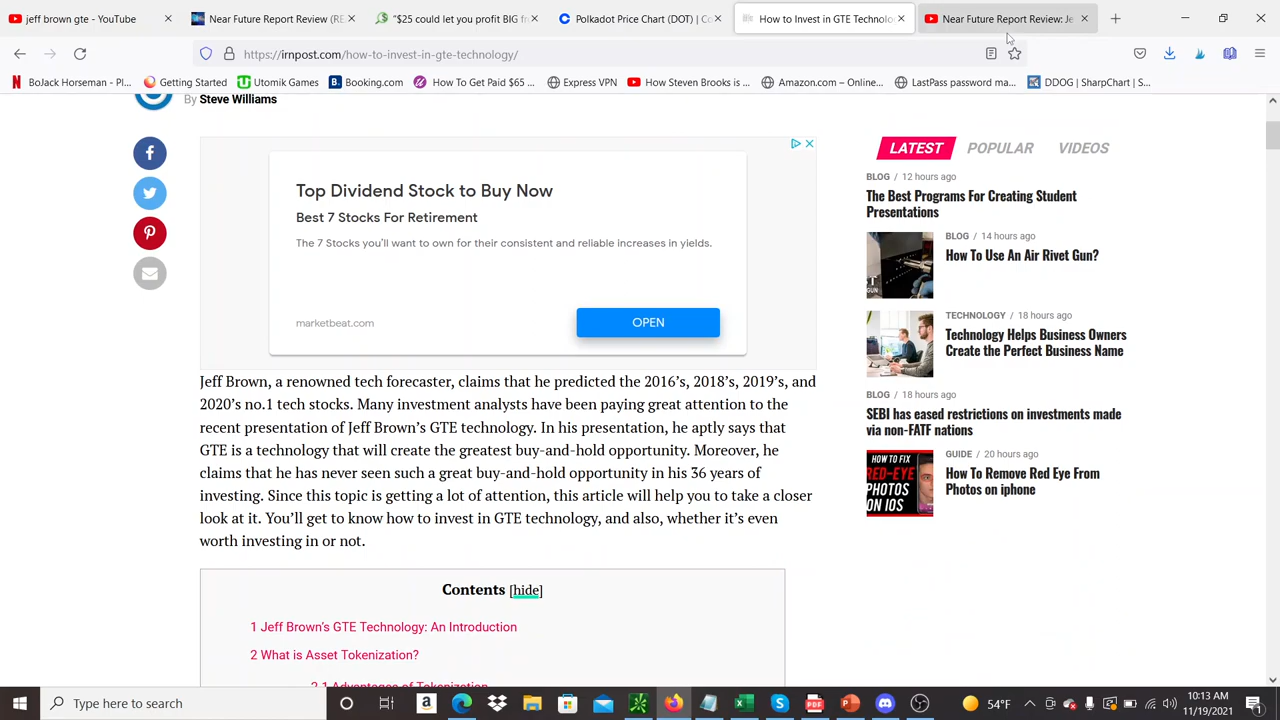 jeff brown gte - YouTube
Near Future Report Review (RE
"$25 could let you profit BIG fr
Polkadot Price Chart (DOT) | Co
How to Invest in GTE Technolo
Near Future Report Review: Je
https://irnpost.com/how-to-invest-in-gte-technology/
BoJack Horseman - Pl...
Getting Started
Utomik Games
Booking.com
How To Get Paid $65 ...
Express VPN
How Steven Brooks is ...
Amazon.com – Online...
LastPass password ma...
DDOG | SharpChart | S...
By Steve Williams
Top Dividend Stock to Buy Now
Best 7 Stocks For Retirement
The 7 Stocks you'll want to own for their consistent and reliable increases in yields.
marketbeat.com
OPEN
Jeff Brown, a renowned tech forecaster, claims that he predicted the 2016's, 2018's, 2019's, and
2020's no.1 tech stocks. Many investment analysts have been paying great attention to the
recent presentation of Jeff Brown's GTE technology. In his presentation, he aptly says that
GTE is a technology that will create the greatest buy-and-hold opportunity. Moreover, he
claims that he has never seen such a great buy-and-hold opportunity in his 36 years of
investing. Since this topic is getting a lot of attention, this article will help you to take a closer
look at it. You'll get to know how to invest in GTE technology, and also, whether it's even
worth investing in or not.
Contents [hide]
1 Jeff Brown's GTE Technology: An Introduction
2 What is Asset Tokenization?
2.1 Advantages of Tokenization
LATEST
POPULAR
VIDEOS
BLOG / 12 hours ago
The Best Programs For Creating Student
Presentations
BLOG / 14 hours ago
How To Use An Air Rivet Gun?
TECHNOLOGY / 18 hours ago
Technology Helps Business Owners
Create the Perfect Business Name
BLOG / 18 hours ago
SEBI has eased restrictions on investments made
via non-FATF nations
GUIDE / 20 hours ago
How To Remove Red Eye From
Photos on iphone
HOW TO FIX
RED-EYE
PHOTOS
ON IOS
Type here to search
54°F
10:13 AM
11/19/2021